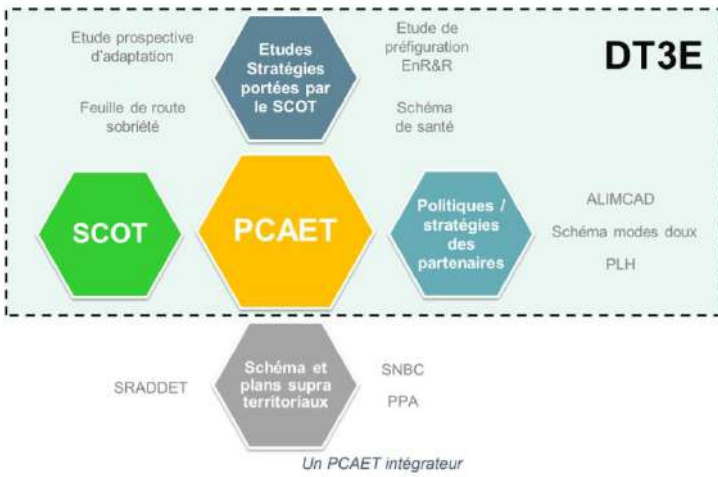 DT3E
Etude prospective
d'adaptation
Feuille de route
sobriété
Etudes
Stratégies
portées par
le SCOT
Etude de
préfiguration
EnR&R
Schéma
de santé
SCOT
PCAET
Politiques /
stratégies
des
partenaires
ALIMCAD
Schéma modes doux
PLH
SRADDET
Schéma et
plans supra
territoriaux
SNBC
PPA
Un PCAET intégrateur